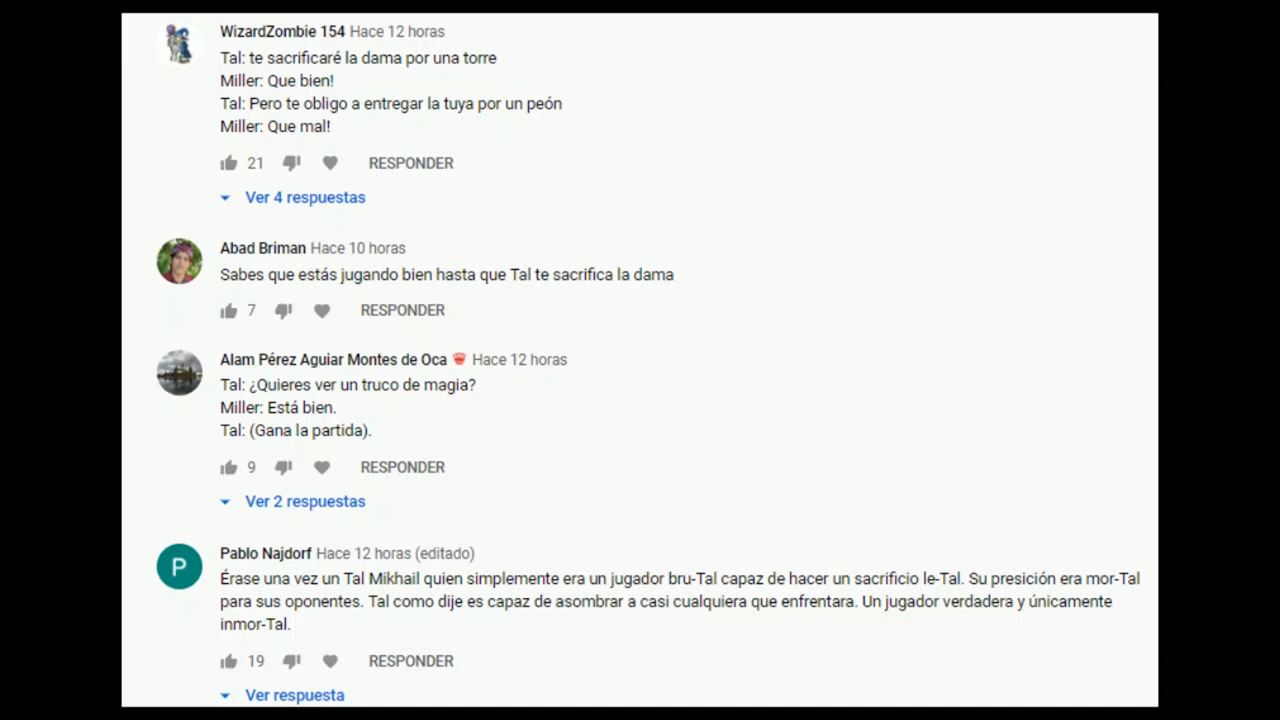 WizardZombie 154 Hace 12 horas
Tal: te sacrificaré la dama por una torre
Miller: Que bien!
Tal: Pero te obligo a entregar la tuya por un peón
Miller: Que mal!
21 RESPONDER
Ver 4 respuestas
Abad Briman Hace 10 horas
Sabes que estás jugando bien hasta que Tal te sacrifica la dama
7 RESPONDER
Alam Pérez Aguiar Montes de Oca Hace 12 horas
Tal: ¿Quieres ver un truco de magia?
Miller: Está bien.
Tal: (Gana la partida).
9 RESPONDER
Ver 2 respuestas
P
Pablo Najdorf Hace 12 horas (editado)
Érase una vez un Tal Mikhail quien simplemente era un jugador bru-Tal capaz de hacer un sacrificio le-Tal. Su presición era mor-Tal
para sus oponentes. Tal como dije es capaz de asombrar a casi cualquiera que enfrentara. Un jugador verdadera y únicamente
inmor-Tal.
19 RESPONDER
Ver respuesta